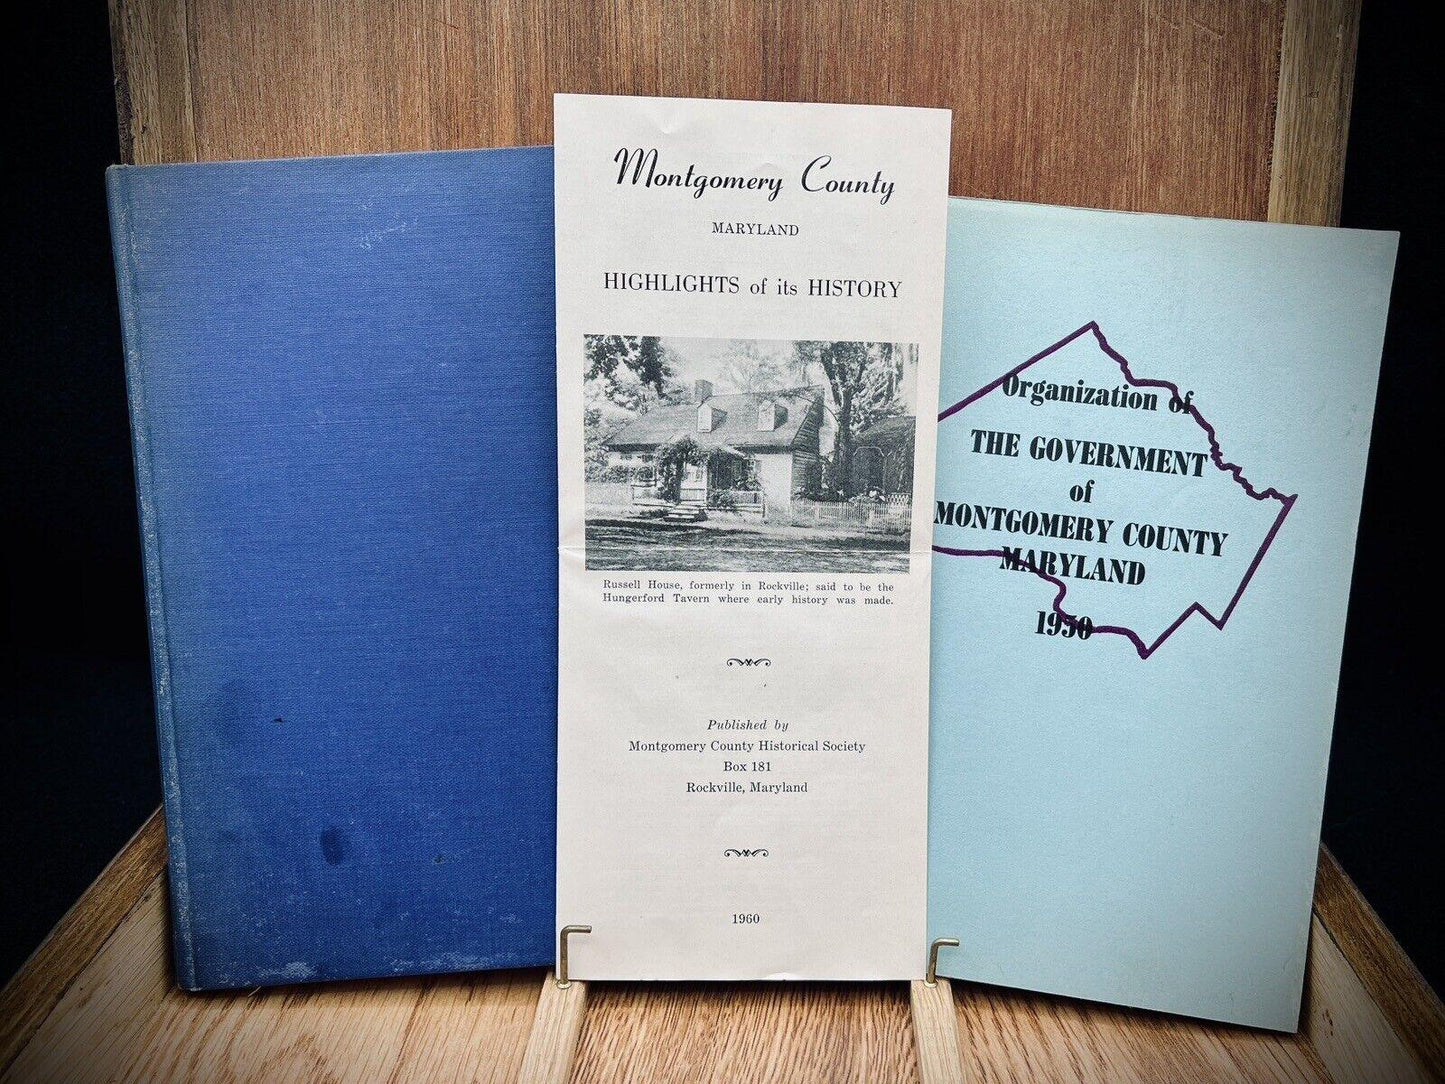 Montgomery County
MARYLAND
HIGHLIGHTS of its HISTORY
Russell House, formerly in Rockville; said to be the
Hungerford Tavern where early history was made.
Published by
Montgomery County Historical Society
Box 181
Rockville, Maryland
1960
Organization of
THE GOVERNMENT
of
MONTGOMERY COUNTY
MARYLAND
1950